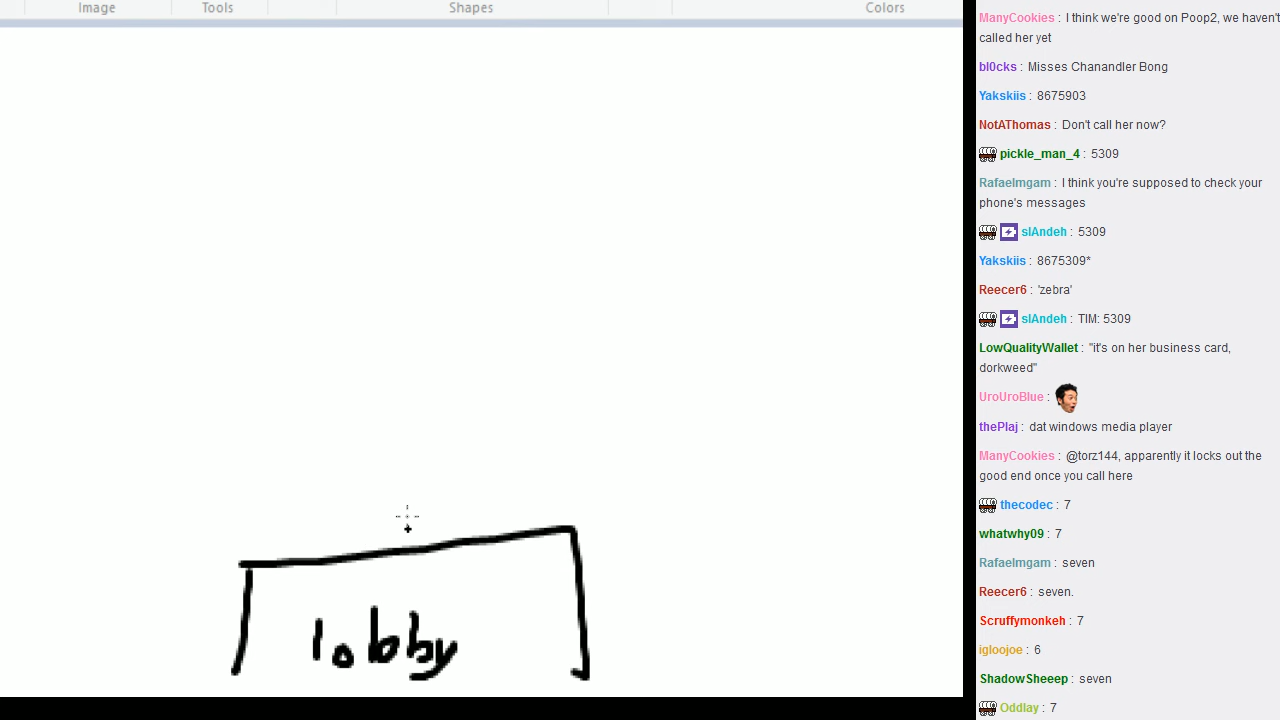 Image Tools Shapes Colors
lobby
ManyCookies : I think we're good on Poop2, we haven't
called her yet
bl0cks : Misses Chanandler Bong
Yakskiis : 8675903
NotAThomas : Don't call her now?
pickle_man_4 : 5309
Rafaelmgam : I think you're supposed to check your
phone's messages
slAndeh : 5309
Yakskiis : 8675309*
Reecer6 : 'zebra'
slAndeh : TIM: 5309
LowQualityWallet : "it's on her business card,
dorkweed"
UroUroBlue :
thePlaj : dat windows media player
ManyCookies : @torz144, apparently it locks out the
good end once you call here
thecodec : 7
whatwhy09 : 7
Rafaelmgam : seven
Reecer6 : seven.
Scruffymonkeh : 7
igloojoe : 6
ShadowSheeep : seven
Oddlay : 7